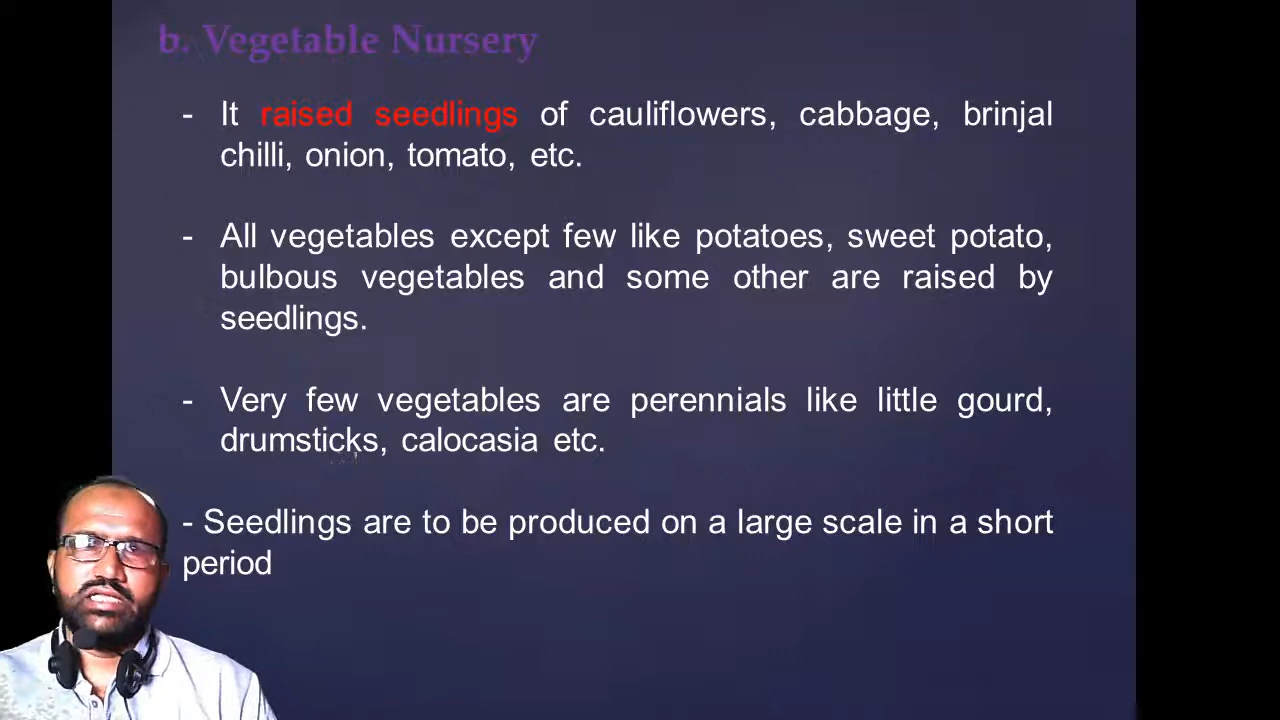 b. Vegetable Nursery
- It raised seedlings of cauliflowers, cabbage, brinjal
chilli, onion, tomato, etc.
- All vegetables except few like potatoes, sweet potato,
bulbous vegetables and some other are raised by
seedlings.
- Very few vegetables are perennials like little gourd,
drumsticks, calocasia etc.
- Seedlings are to be produced on a large scale in a short
period